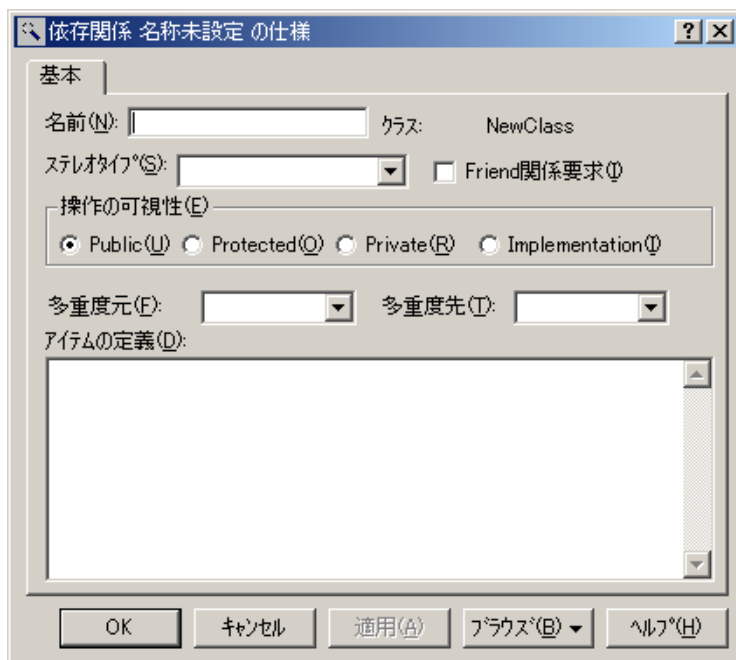 依存関係 名称未設定 の仕様
基本
名前(N): クラス: NewClass
ｽﾃﾚｵﾀｲﾌﾟ(S): Friend関係要求(I)
操作の可視性(E)
Public(U) Protected(O) Private(R) Implementation(I)
多重度元(F): 多重度先(T):
ｱｲﾃﾑの定義(D):
OK ｷｬﾝｾﾙ 適用(A) ﾌﾞﾗｳｽﾞ(B) ﾍﾙﾌﾟ(H)